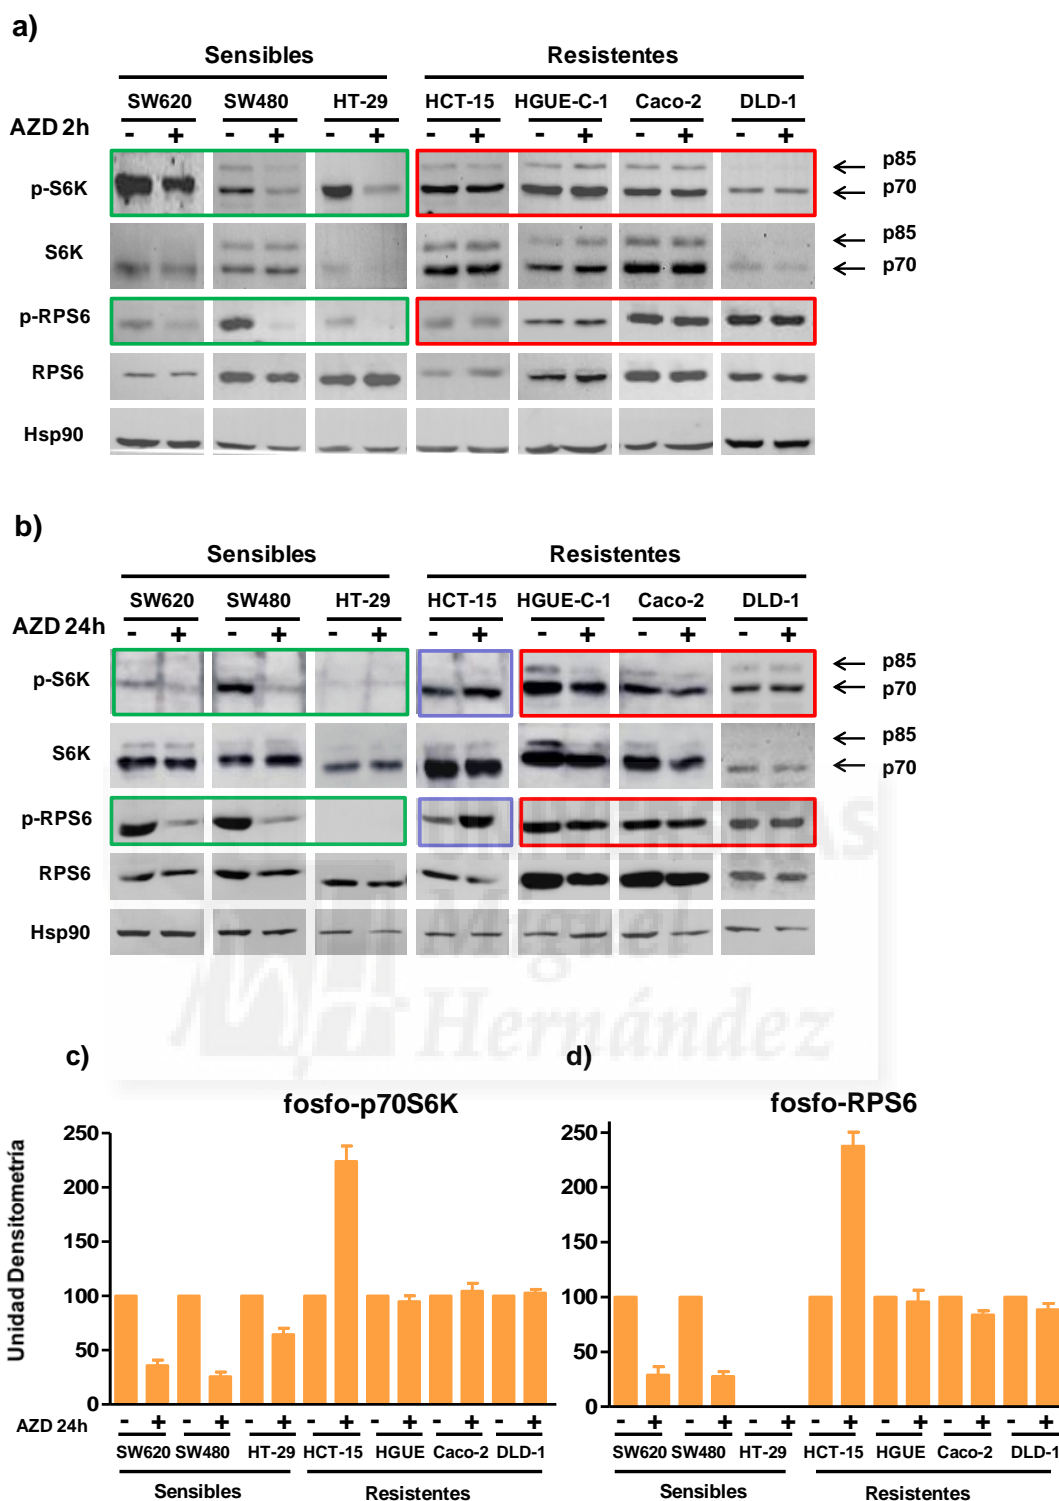 a)
Sensibles Resistentes
SW620 SW480 HT-29 HCT-15 HGUE-C-1 Caco-2 DLD-1
AZD 2h - + - + - + - + - + - + - +
p-S6K ← p85
← p70
S6K ← p85
← p70
p-RPS6
RPS6
Hsp90
b)
Sensibles Resistentes
SW620 SW480 HT-29 HCT-15 HGUE-C-1 Caco-2 DLD-1
AZD 24h - + - + - + - + - + - + - +
p-S6K ← p85
← p70
S6K ← p85
← p70
p-RPS6
RPS6
Hsp90
UNIVERSITAS
Miguel
Hernández
c)
fosfo-p70S6K
Unidad Densitometría
250
200
150
100
50
0
AZD 24h - + - + - + - + - + - + - +
SW620 SW480 HT-29 HCT-15 HGUE Caco-2 DLD-1
Sensibles Resistentes
d)
fosfo-RPS6
250
200
150
100
50
0
- + - + - + - + - + - + - +
SW620 SW480 HT-29 HCT-15 HGUE Caco-2 DLD-1
Sensibles Resistentes